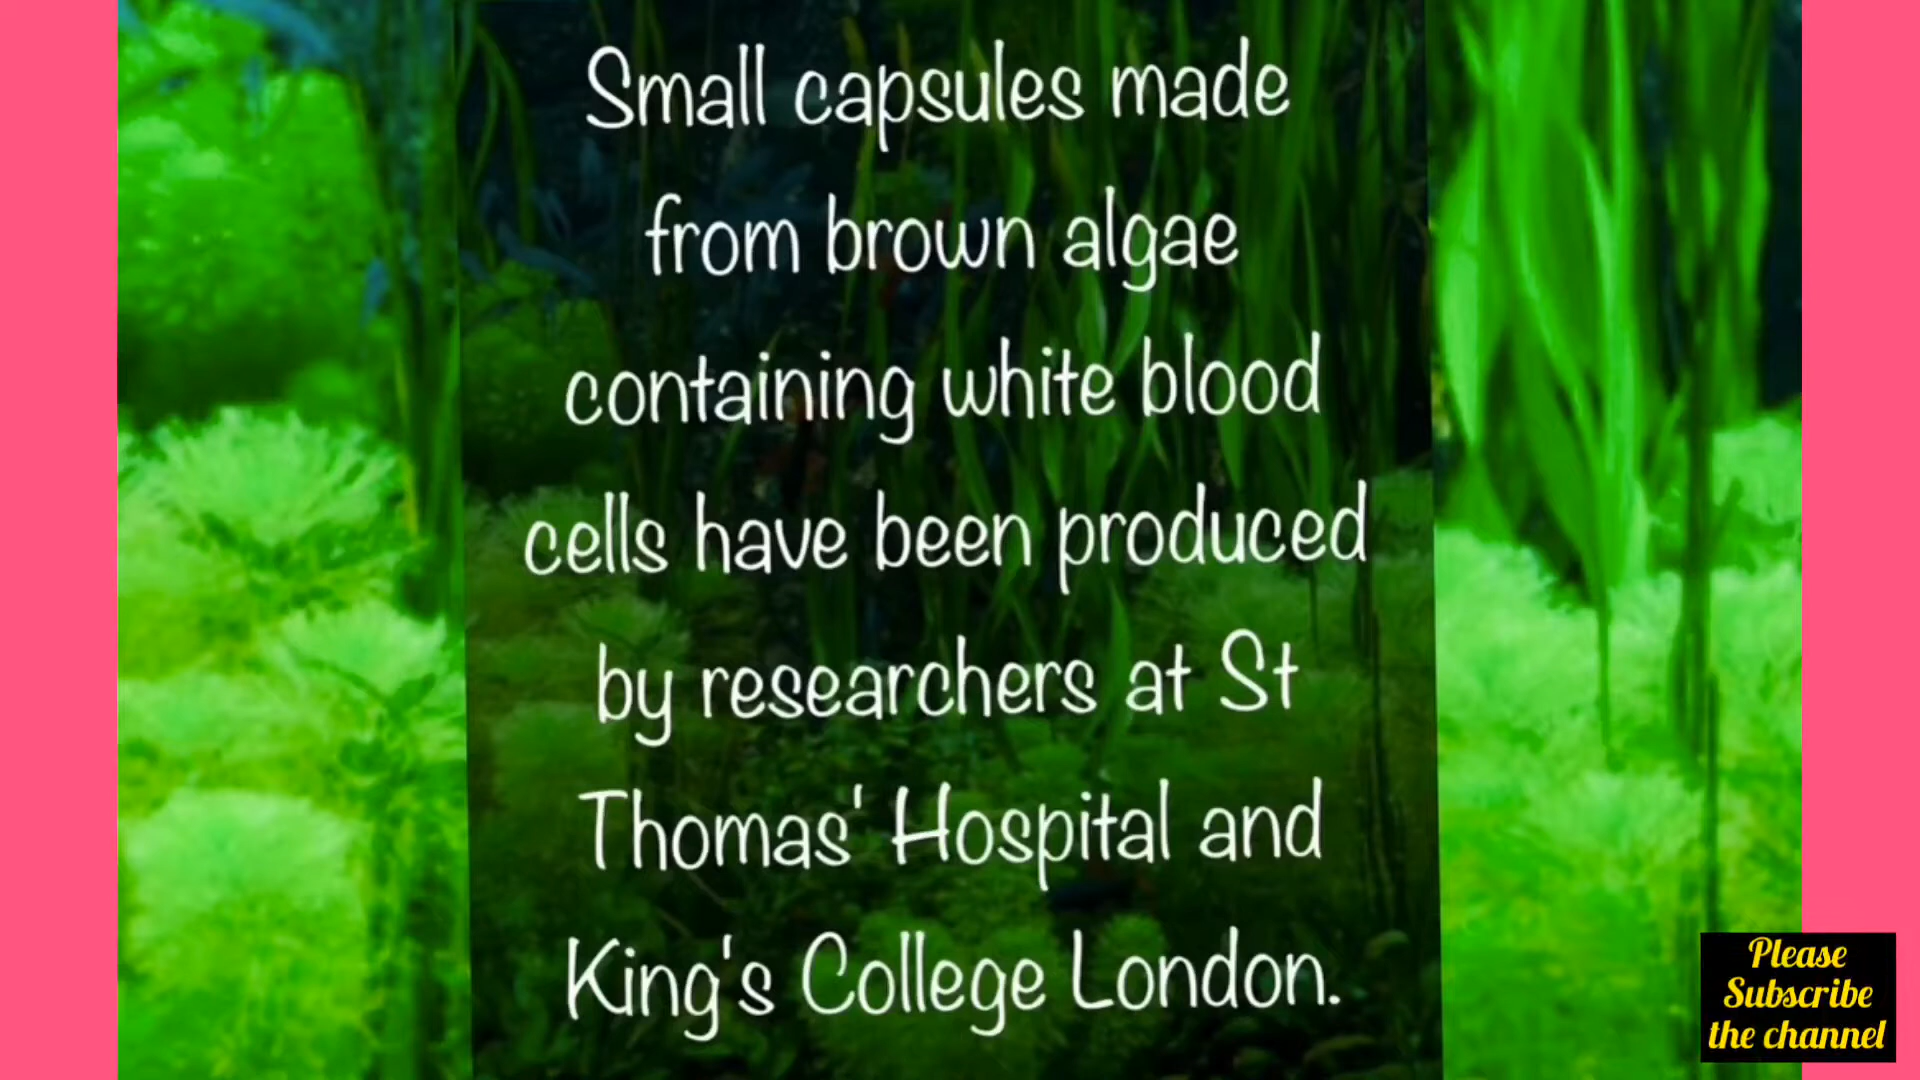 Small capsules made
from brown algae
containing white blood
cells have been produced
by researchers at St
Thomas' Hospital and
King's College London.
Please
Subscribe
the channel